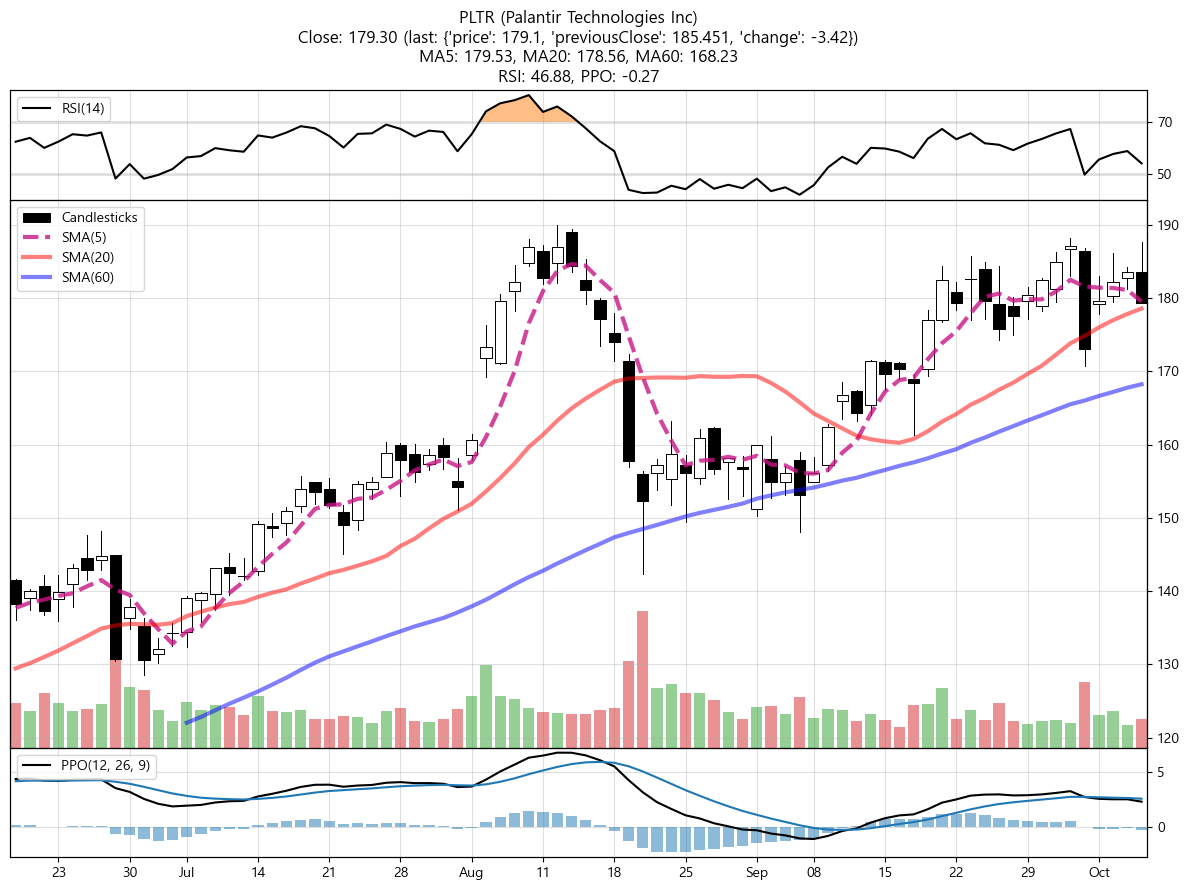 PLTR (Palantir Technologies Inc)
Close: 179.30 (last: {'price': 179.1, 'previousClose': 185.451, 'change': -3.42})
MA5: 179.53, MA20: 178.56, MA60: 168.23
RSI: 46.88, PPO: -0.27
RSI(14)
70
50
Candlesticks
SMA(5)
SMA(20)
SMA(60)
190
180
170
160
150
140
130
120
PPO(12, 26, 9)
5
0
23 30 Jul 14 21 28 Aug 11 18 25 Sep 08 15 22 29 Oct